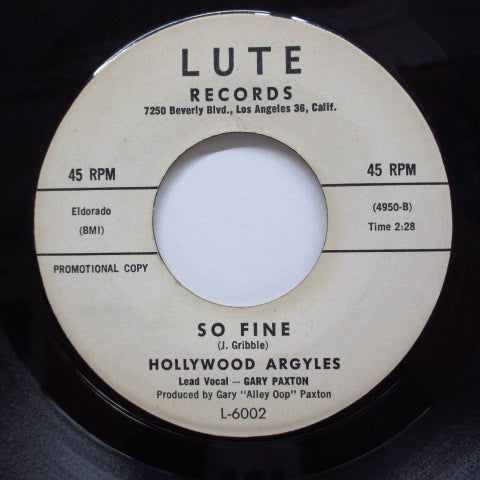 LUTE
RECORDS
7250 Beverly Blvd., Los Angeles 36, Calif.
45 RPM
45 RPM
Eldorado
(BMI)
(4950-B)
Time 2:28
PROMOTIONAL COPY
SO FINE
(J. Gribble)
HOLLYWOOD ARGYLES
Lead Vocal — GARY PAXTON
Produced by Gary "Alley Oop" Paxton
L-6002